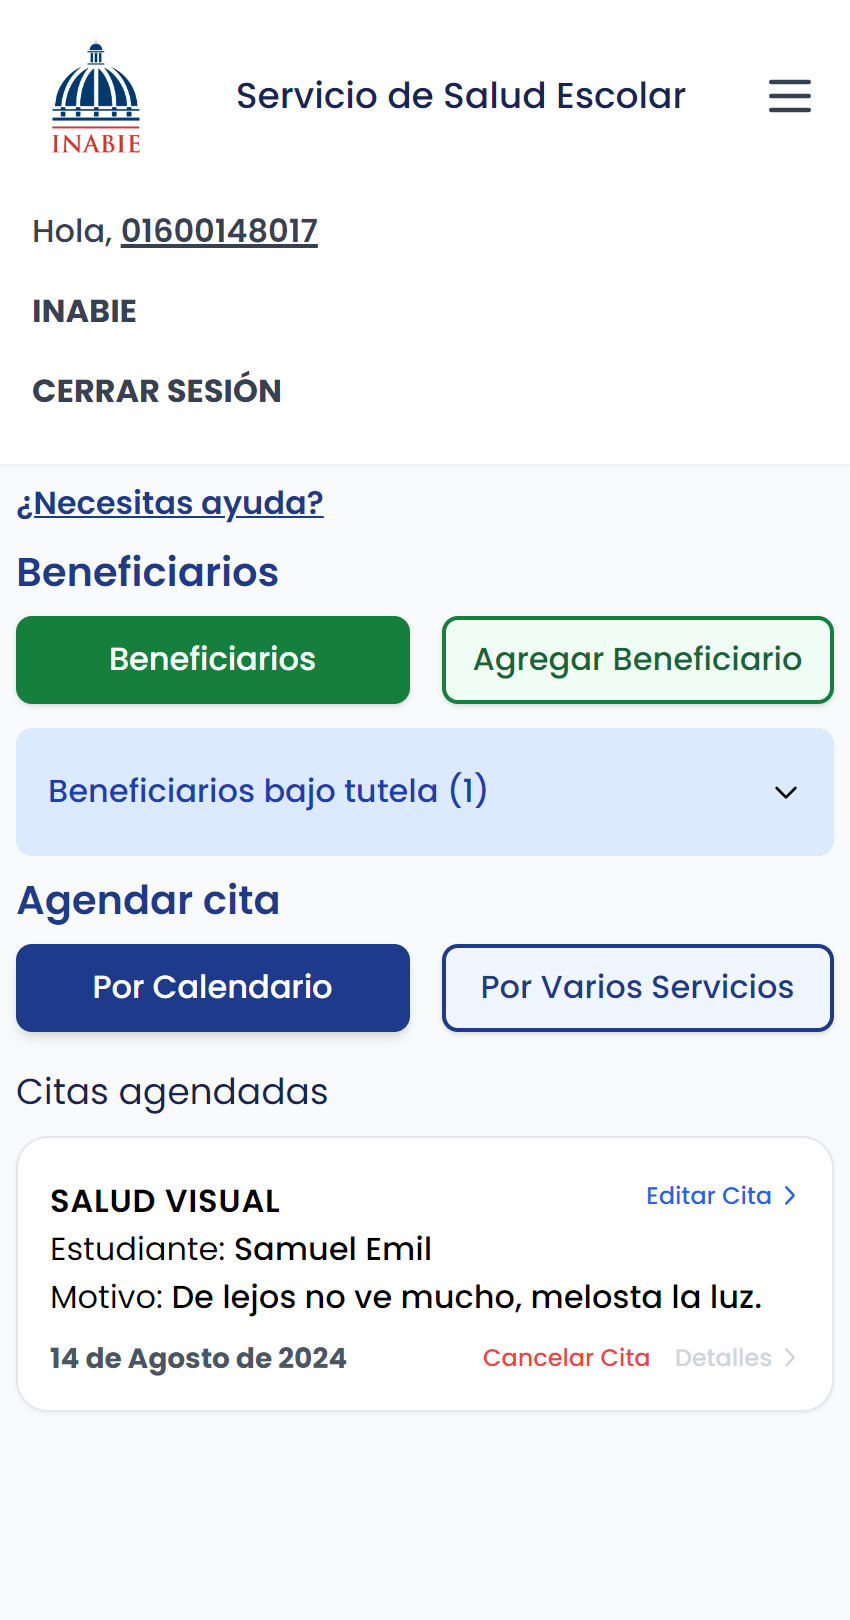 INABIE
Servicio de Salud Escolar
Hola, 01600148017
INABIE
CERRAR SESIÓN
¿Necesitas ayuda?
Beneficiarios
Beneficiarios
Agregar Beneficiario
Beneficiarios bajo tutela (1)
Agendar cita
Por Calendario
Por Varios Servicios
Citas agendadas
SALUD VISUAL
Editar Cita
Estudiante: Samuel Emil
Motivo: De lejos no ve mucho, melosta la luz.
14 de Agosto de 2024
Cancelar Cita
Detalles